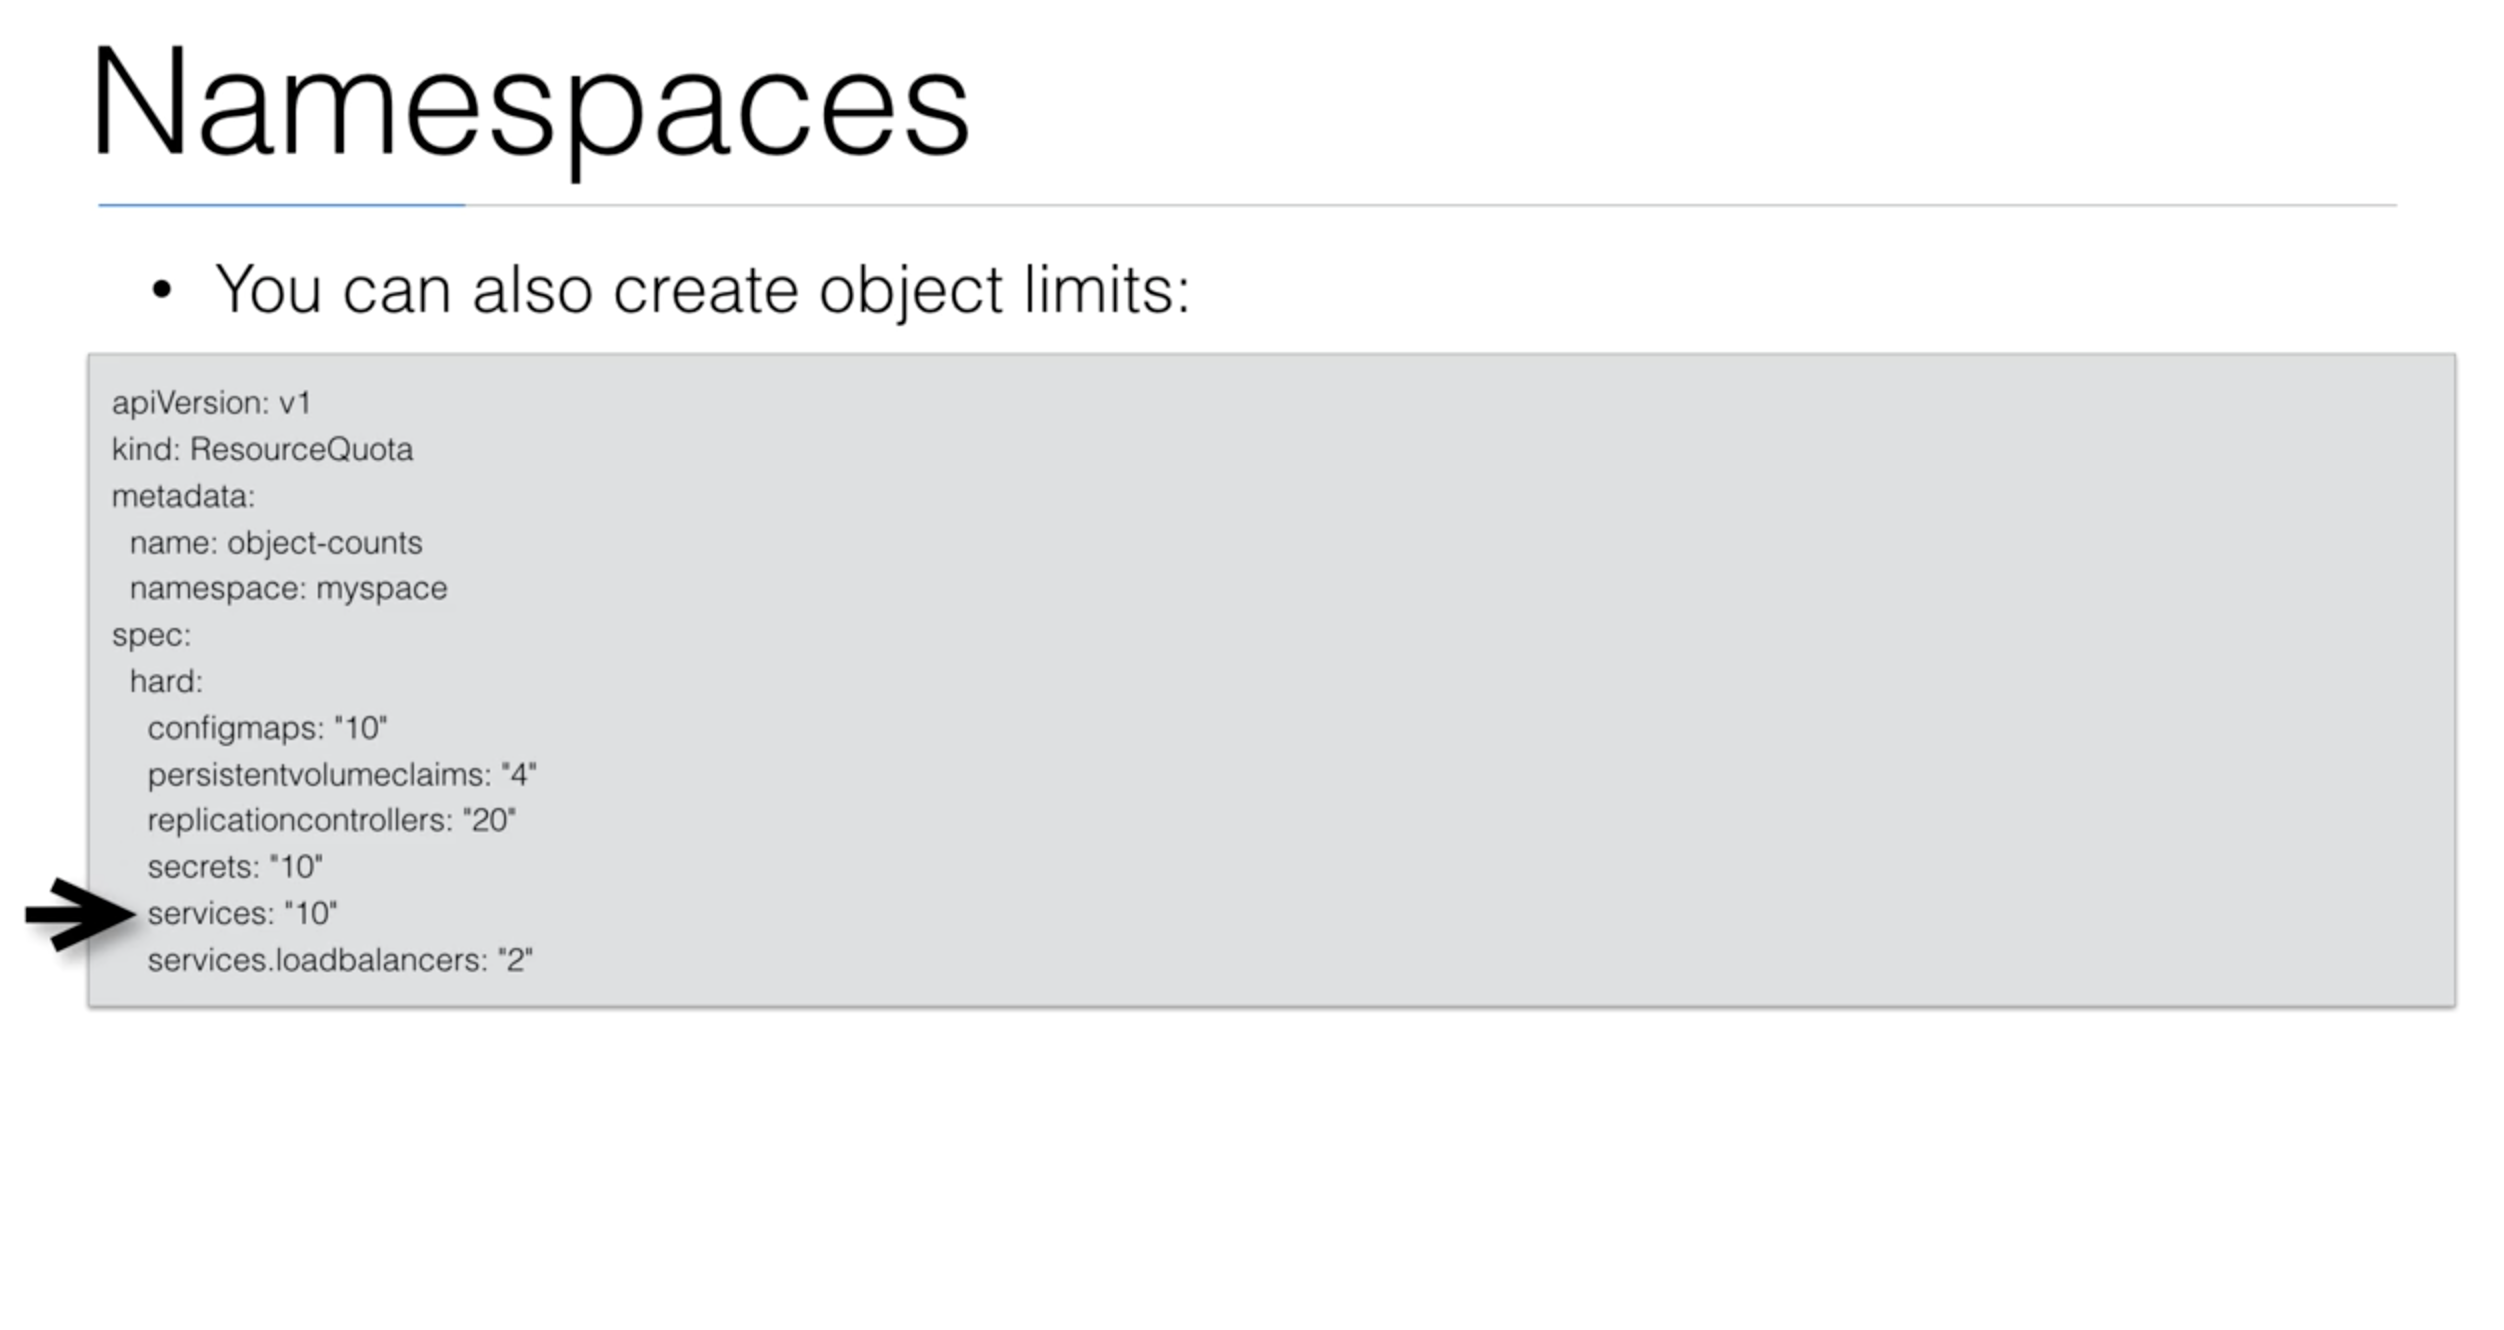 Namespaces
• You can also create object limits:
apiVersion: v1
kind: ResourceQuota
metadata:
  name: object-counts
  namespace: myspace
spec:
  hard:
    configmaps: "10"
    persistentvolumeclaims: "4"
    replicationcontrollers: "20"
    secrets: "10"
    services: "10"
    services.loadbalancers: "2"